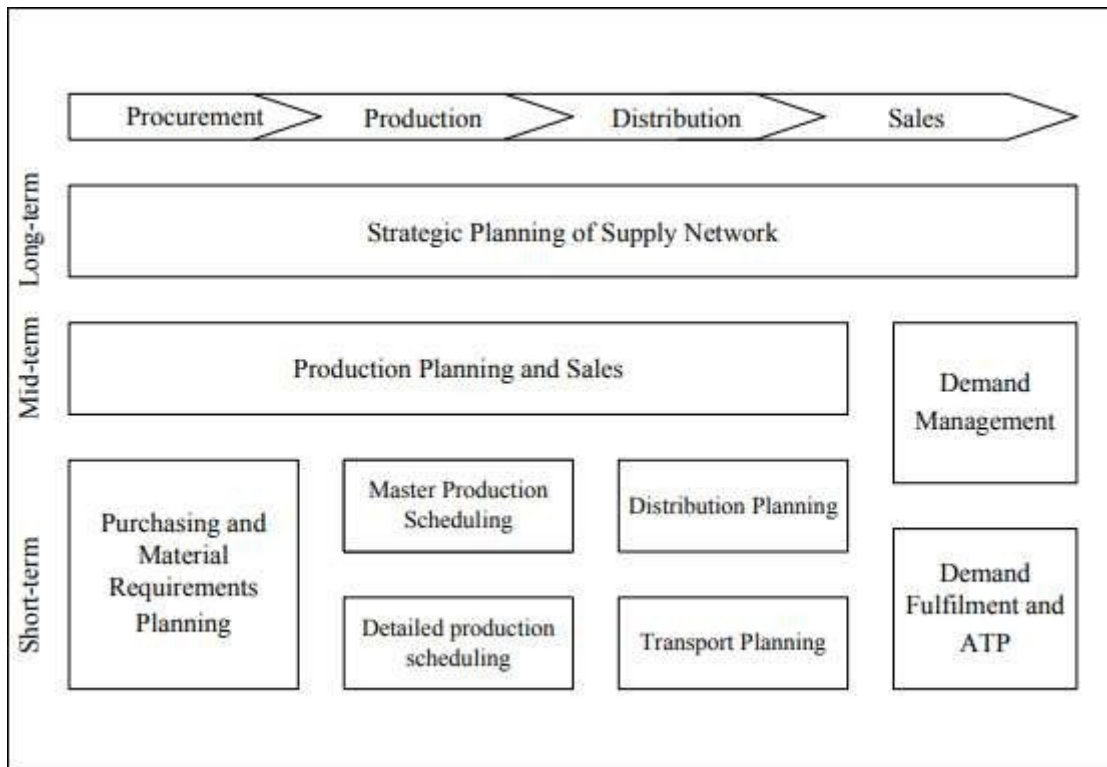 Procurement
Production
Distribution
Sales
Long-term
Strategic Planning of Supply Network
Mid-term
Production Planning and Sales
Demand
Management
Short-term
Purchasing and
Material
Requirements
Planning
Master Production
Scheduling
Detailed production
scheduling
Distribution Planning
Transport Planning
Demand
Fulfilment and
ATP